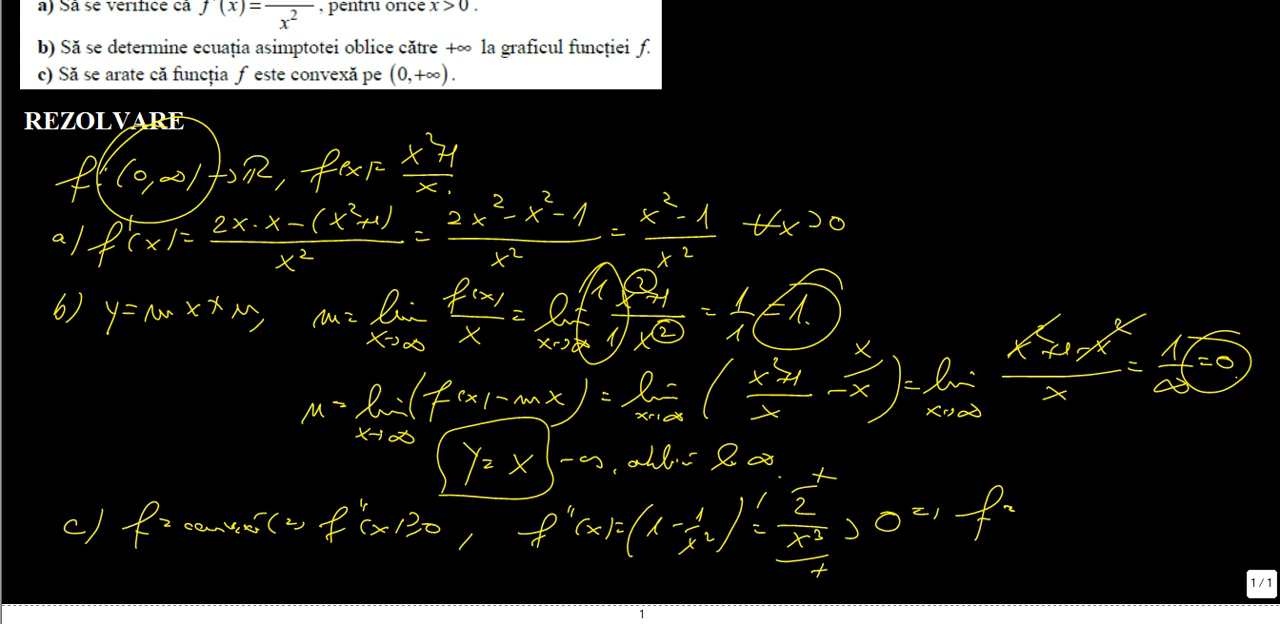 a) Să se verifice că f'(x)= ——— / x², pentru orice x > 0.
b) Să se determine ecuația asimptotei oblice către +∞ la graficul funcției f.
c) Să se arate că funcția f este convexă pe (0,+∞).
REZOLVARE
f: (0,∞) → ℝ, f(x) = (x²+1)/x.
a) f'(x) = (2x·x−(x²+1))/x² = (2x²−x²−1)/x² = (x²−1)/x² ∀x>0
b) y=mx+n, m= lim x→∞ f(x)/x = lim x→∞ (1 x²+1)/(1 x²) = 1/1 = 1.
n= lim x→∞ (f(x)−mx) = lim x→∞ ((x²+1)/x − x) = lim x→∞ (x²+1−x²)/x = 1/∞ = 0.
y= x – as. oblică la ∞.
c) f = convexă (=) f''(x)≥0, f''(x)=(1−1/x²)' = 2/x³ > 0 =) f =
1 / 1
1